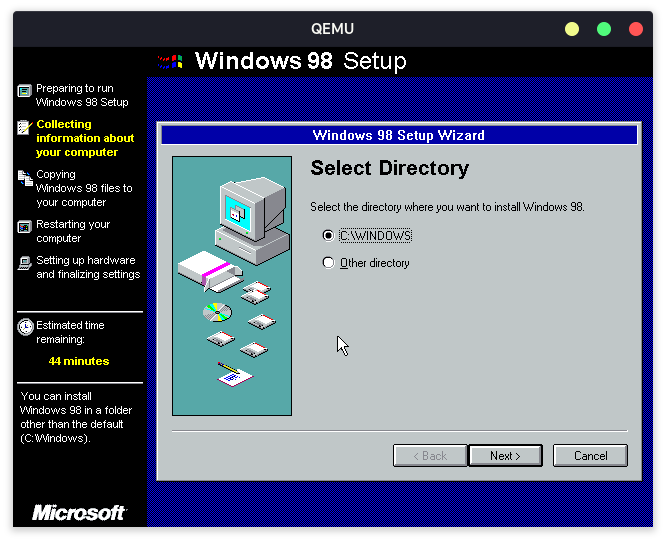 QEMU
Windows 98 Setup
Preparing to run
Windows 98 Setup
Collecting
information about
your computer
Copying
Windows 98 files to
your computer
Restarting your
computer
Setting up hardware
and finalizing settings
Estimated time
remaining:
44 minutes
You can install
Windows 98 in a folder
other than the default
(C:\Windows).
Microsoft
Windows 98 Setup Wizard
Select Directory
Select the directory where you want to install Windows 98.
C:\WINDOWS
Other directory
< Back
Next >
Cancel